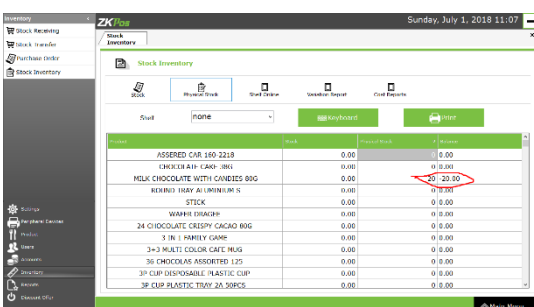 Inventory
ZKPos
Sunday, July 1, 2018 11:07
Stock Receiving
Stock Transfer
Purchase Order
Stock Inventory
Stock
Inventory
Stock Inventory
Stock
Physical Stock
Shelf Online
Variation Report
Cost Reports
Shelf
none
Keyboard
Print
Product
Stock
Physical Stock
Balance
ASSERED CAR 160-2218 0.00 0 0.00
CHOCOLATE CAKE 38G 0.00 0 0.00
MILK CHOCOLATE WITH CANDIES 80G 0.00 20 -20.00
ROUND TRAY ALUMINIUM S 0.00 0 0.00
STICK 0.00 0 0.00
WAFER DRAGEE 0.00 0 0.00
24 CHOCOLATE CRISPY CACAO 80G 0.00 0 0.00
3 IN 1 FAMILY GAME 0.00 0 0.00
3+3 MULTI COLOR CAFE MUG 0.00 0 0.00
36 CHOCOLAS ASSORTED 125 0.00 0 0.00
3P CUP DISPOSABLE PLASTIC CUP 0.00 0 0.00
3P CUP PLASTIC TRAY 2A 50PCS 0.00 0 0.00
Settings
Peripheral Devices
Product
Users
Accounts
Inventory
Reports
Discount Offer
Main Menu